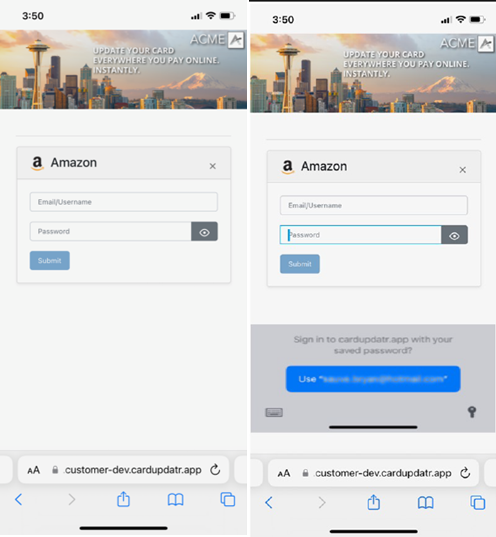 3:50
ACME
UPDATE YOUR CARD
EVERYWHERE YOU PAY ONLINE.
INSTANTLY.
a Amazon
×
Email/Username
Password
Submit
AA .customer-dev.cardupdatr.app
3:50
ACME
UPDATE YOUR CARD
EVERYWHERE YOU PAY ONLINE.
INSTANTLY.
a Amazon
×
Email/Username
Password
Submit
Sign in to cardupdatr.app with your
saved password?
Use “ ”
AA .customer-dev.cardupdatr.app